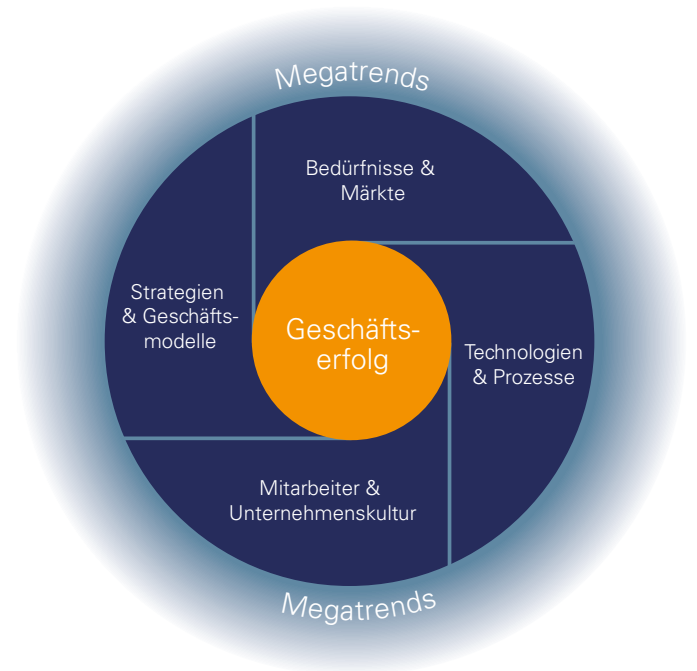 Megatrends
Bedürfnisse &
Märkte
Strategien
& Geschäfts-
modelle
Geschäfts-
erfolg
Technologien
& Prozesse
Mitarbeiter &
Unternehmenskultur
Megatrends